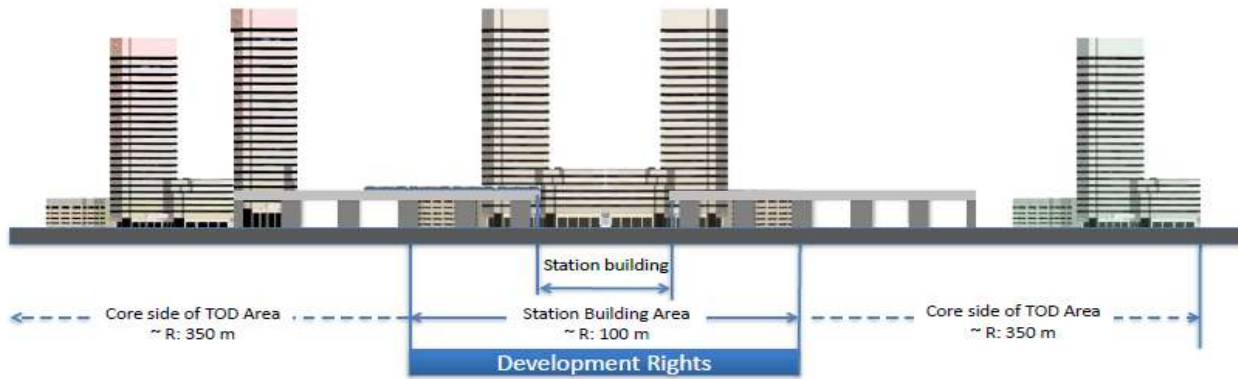 Station building
Core side of TOD Area
~ R: 350 m
Station Building Area
~ R: 100 m
Core side of TOD Area
~ R: 350 m
Development Rights